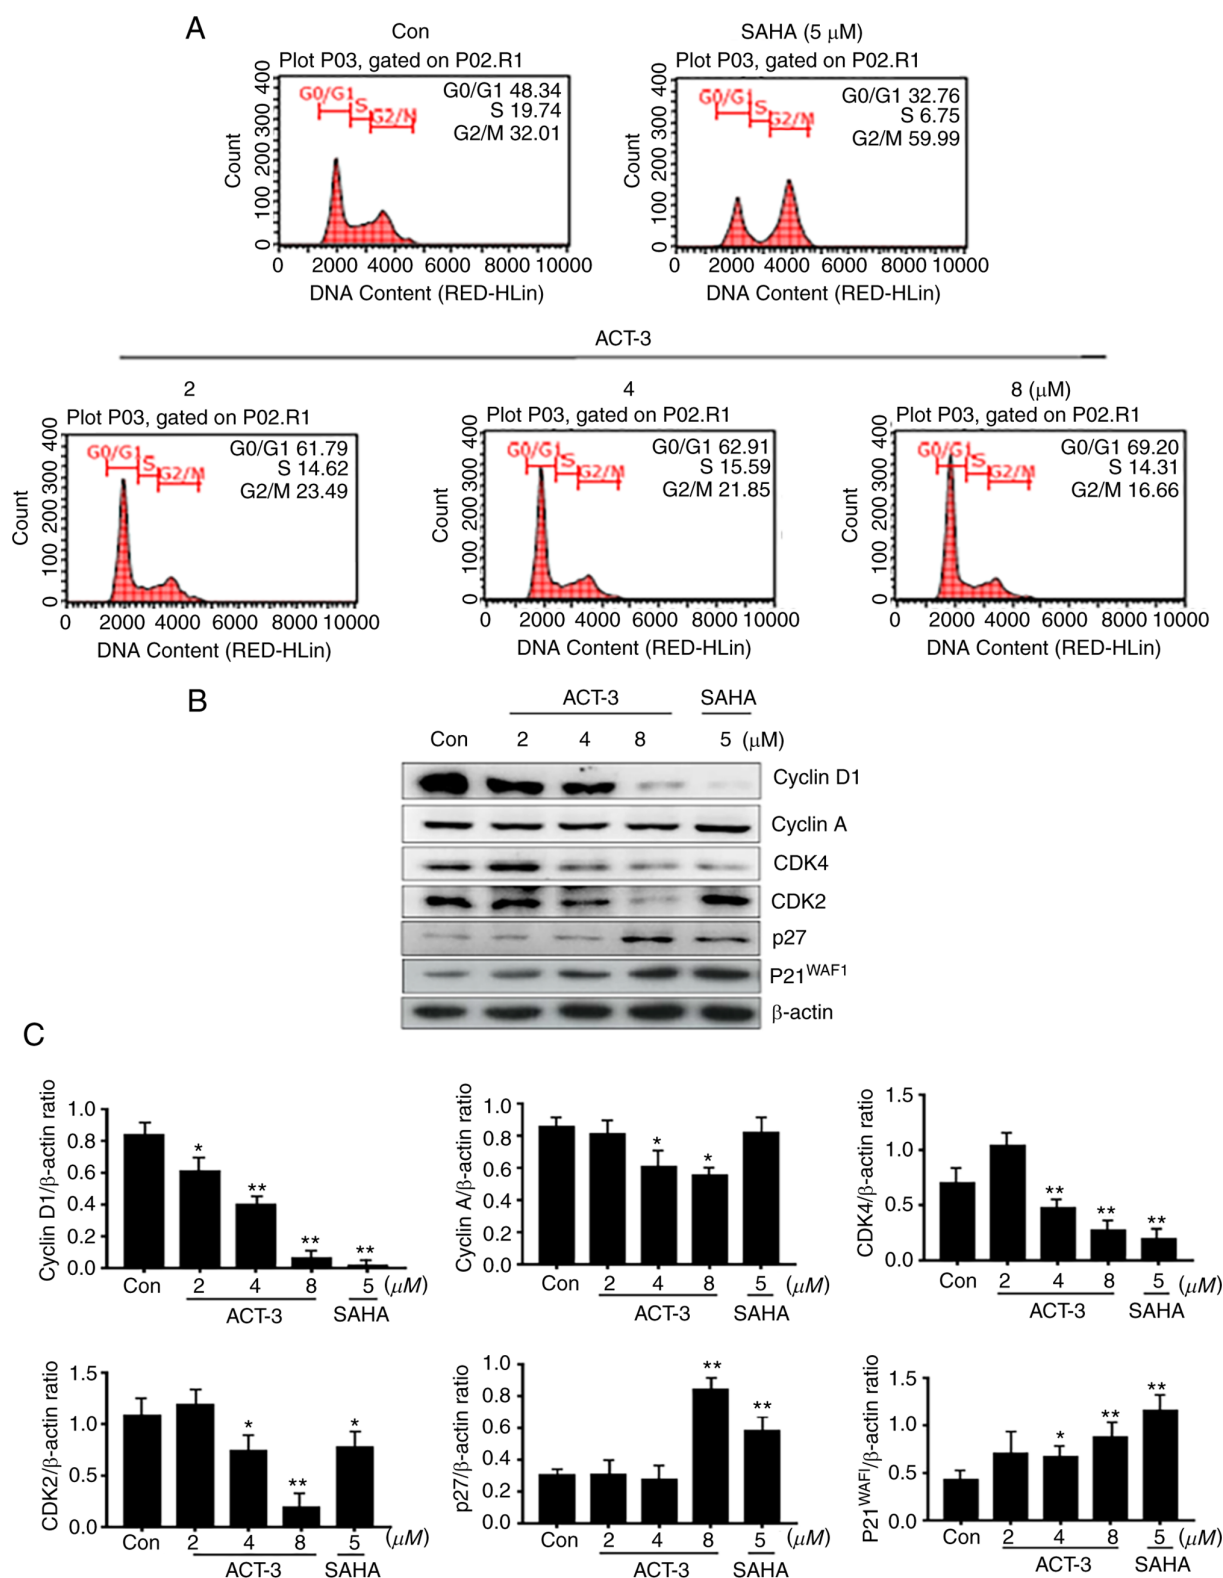 A
Con
Plot P03, gated on P02.R1
G0/G1 48.34
S 19.74
G2/M 32.01
G0/G1
S
G2/M
Count
0 100 200 300 400
0 2000 4000 6000 8000 10000
DNA Content (RED-HLin)
SAHA (5 μM)
Plot P03, gated on P02.R1
G0/G1 32.76
S 6.75
G2/M 59.99
G0/G1
S
G2/M
Count
0 100 200 300 400
0 2000 4000 6000 8000 10000
DNA Content (RED-HLin)
ACT-3
2
Plot P03, gated on P02.R1
G0/G1 61.79
S 14.62
G2/M 23.49
G0/G1
S
G2/M
Count
0 100 200 300 400
0 2000 4000 6000 8000 10000
DNA Content (RED-HLin)
4
Plot P03, gated on P02.R1
G0/G1 62.91
S 15.59
G2/M 21.85
G0/G1
S
G2/M
Count
0 100 200 300 400
0 2000 4000 6000 8000 10000
DNA Content (RED-HLin)
8 (μM)
Plot P03, gated on P02.R1
G0/G1 69.20
S 14.31
G2/M 16.66
G0/G1
S
G2/M
Count
0 100 200 300 400
0 2000 4000 6000 8000 10000
DNA Content (RED-HLin)
B
ACT-3 SAHA
Con 2 4 8 5 (μM)
Cyclin D1
Cyclin A
CDK4
CDK2
p27
P21WAF1
β-actin
C
Cyclin D1/β-actin ratio
1.0
0.8
0.6
0.4
0.2
0.0
*
**
**
**
Con 2 4 8 5 (μM)
ACT-3 SAHA
Cyclin A/β-actin ratio
1.0
0.8
0.6
0.4
0.2
0.0
*
*
Con 2 4 8 5 (μM)
ACT-3 SAHA
CDK4/β-actin ratio
1.5
1.0
0.5
0.0
**
**
**
Con 2 4 8 5 (μM)
ACT-3 SAHA
CDK2/β-actin ratio
1.5
1.0
0.5
0.0
*
**
*
Con 2 4 8 5 (μM)
ACT-3 SAHA
p27/β-actin ratio
1.0
0.8
0.6
0.4
0.2
0.0
**
**
Con 2 4 8 5 (μM)
ACT-3 SAHA
P21WAFI/β-actin ratio
1.5
1.0
0.5
0.0
*
**
**
Con 2 4 8 5 (μM)
ACT-3 SAHA